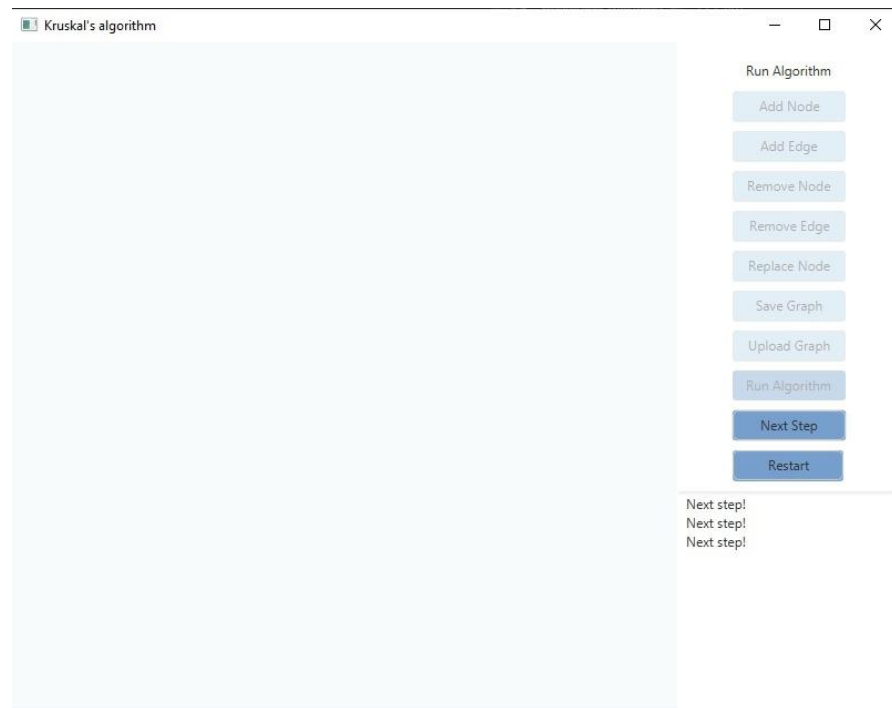 Kruskal's algorithm
Run Algorithm
Add Node
Add Edge
Remove Node
Remove Edge
Replace Node
Save Graph
Upload Graph
Run Algorithm
Next Step
Restart
Next step!
Next step!
Next step!